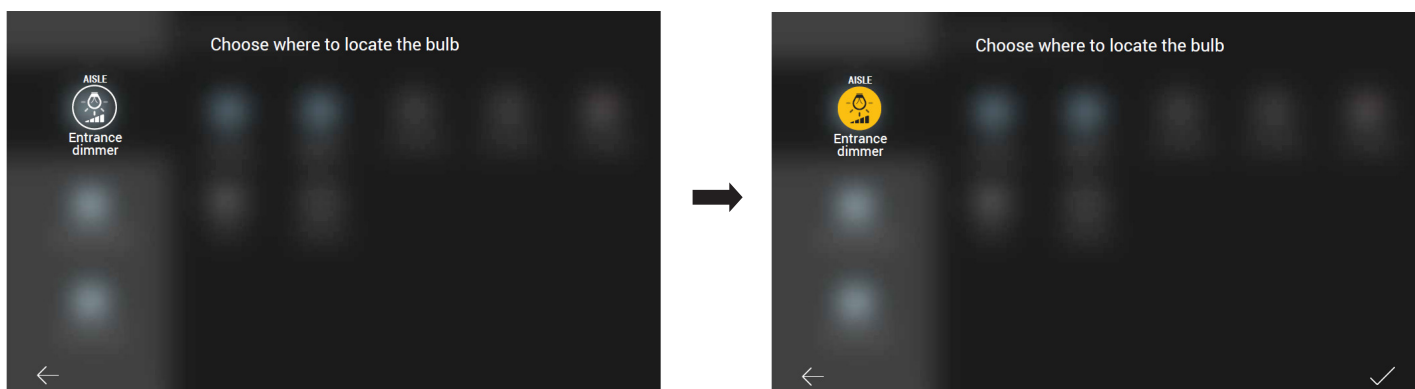 Choose where to locate the bulb
AISLE
Entrance
dimmer
Choose where to locate the bulb
AISLE
Entrance
dimmer